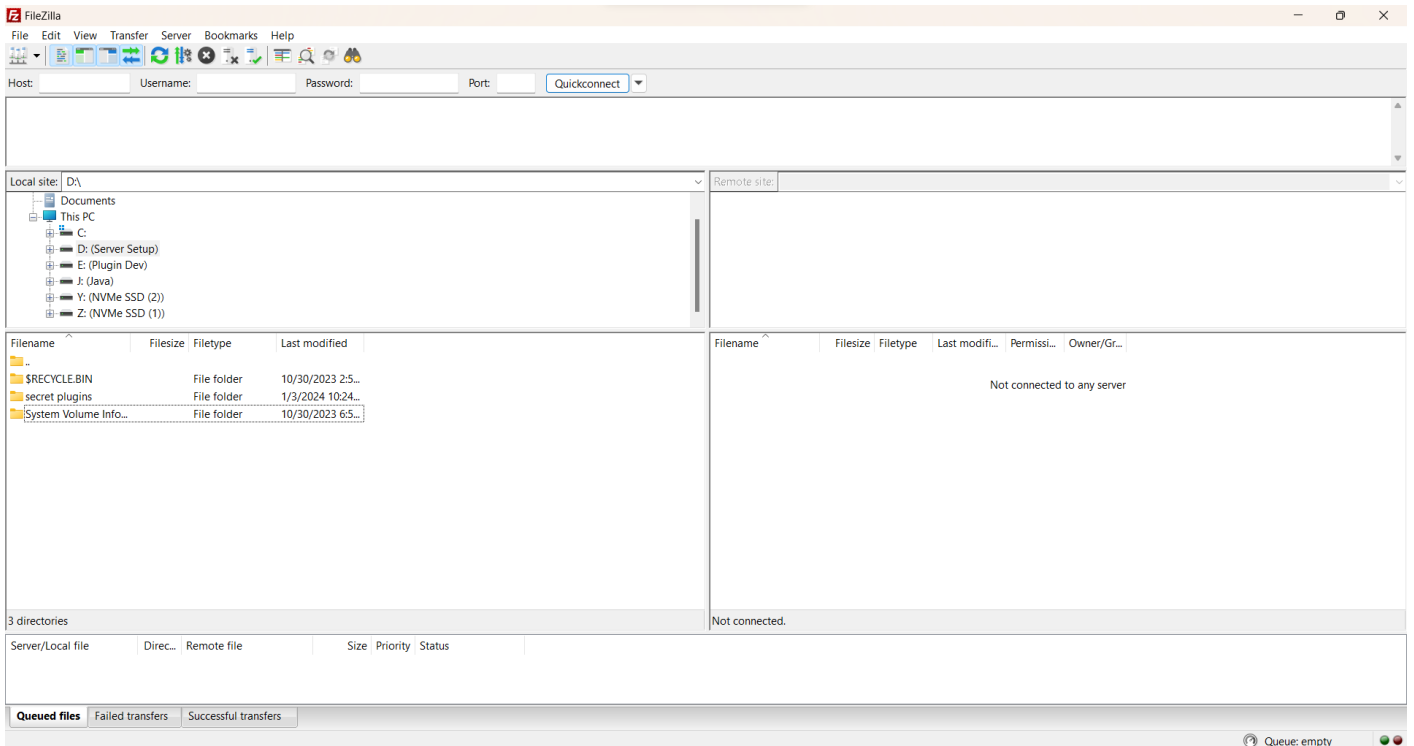 FileZilla
File Edit View Transfer Server Bookmarks Help
Host: Username: Password: Port: Quickconnect
Local site: D:\
Remote site:
Documents
This PC
C:
D: (Server Setup)
E: (Plugin Dev)
J: (Java)
Y: (NVMe SSD (2))
Z: (NVMe SSD (1))
Filename Filesize Filetype Last modified
..
$RECYCLE.BIN File folder 10/30/2023 2:5...
secret plugins File folder 1/3/2024 10:24...
System Volume Info... File folder 10/30/2023 6:5...
3 directories
Filename Filesize Filetype Last modifi... Permissi... Owner/Gr...
Not connected to any server
Not connected.
Server/Local file Direc... Remote file Size Priority Status
Queued files Failed transfers Successful transfers
Queue: empty